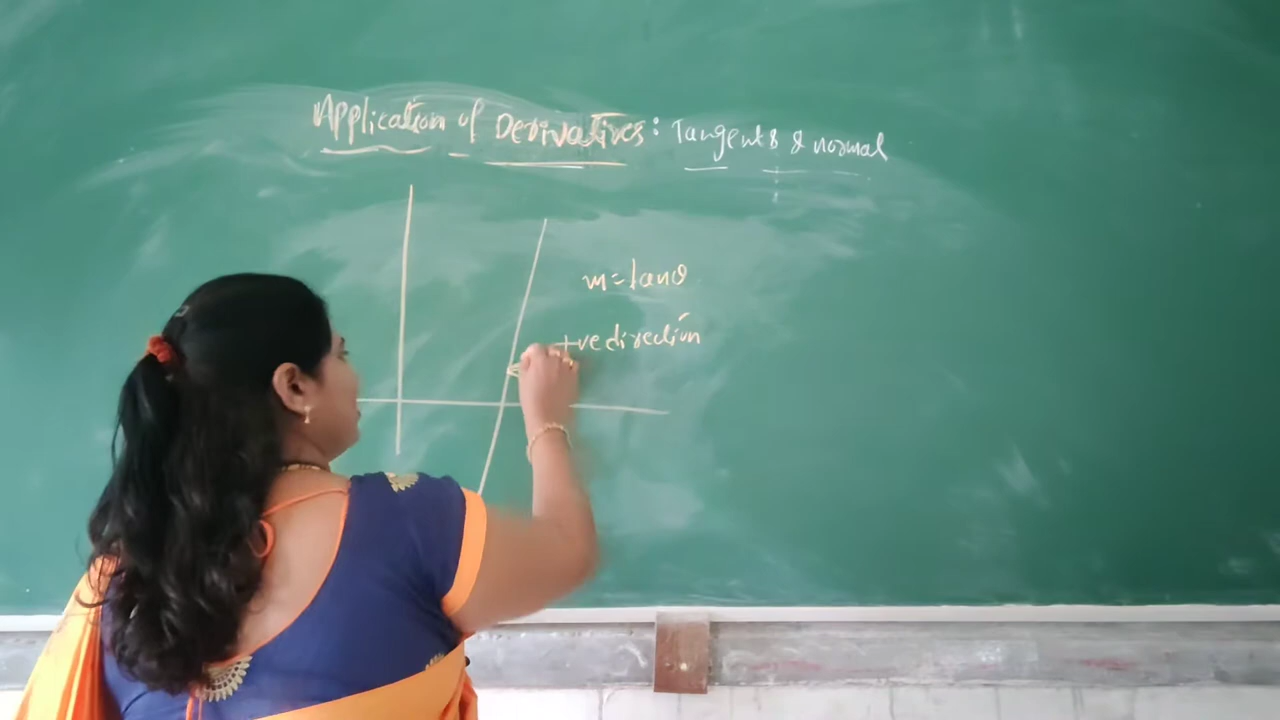 Application of Derivatives: Tangents & normal
m=tanθ
+ve direction